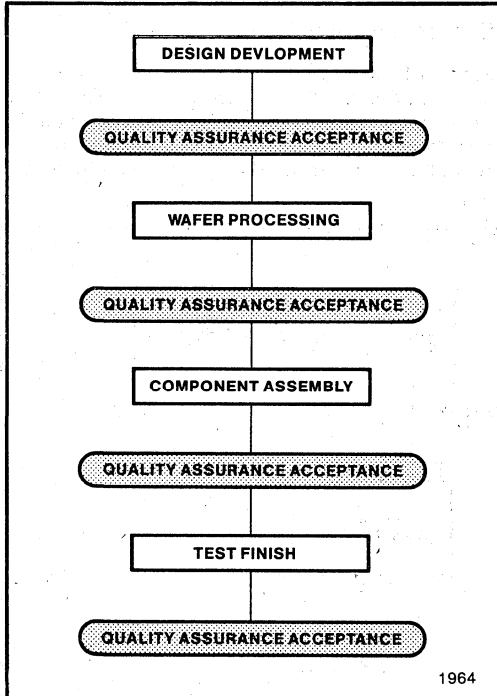 DESIGN DEVLOPMENT
QUALITY ASSURANCE ACCEPTANCE
WAFER PROCESSING
QUALITY ASSURANCE ACCEPTANCE
COMPONENT ASSEMBLY
QUALITY ASSURANCE ACCEPTANCE
TEST FINISH
QUALITY ASSURANCE ACCEPTANCE
1964